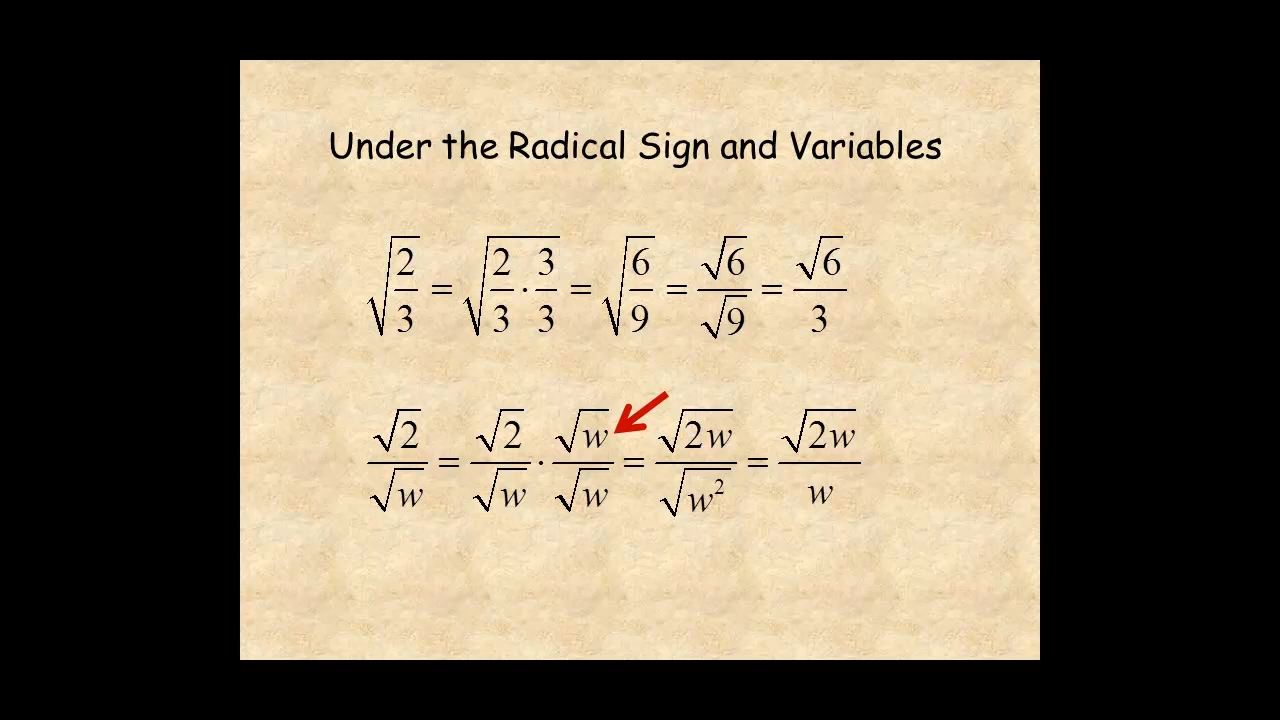 Under the Radical Sign and Variables
√(2/3) = √(2/3 · 3/3) = √(6/9) = √6/√9 = √6/3
√2/√w = √2/√w · √w/√w = √(2w)/√(w²) = √(2w)/w